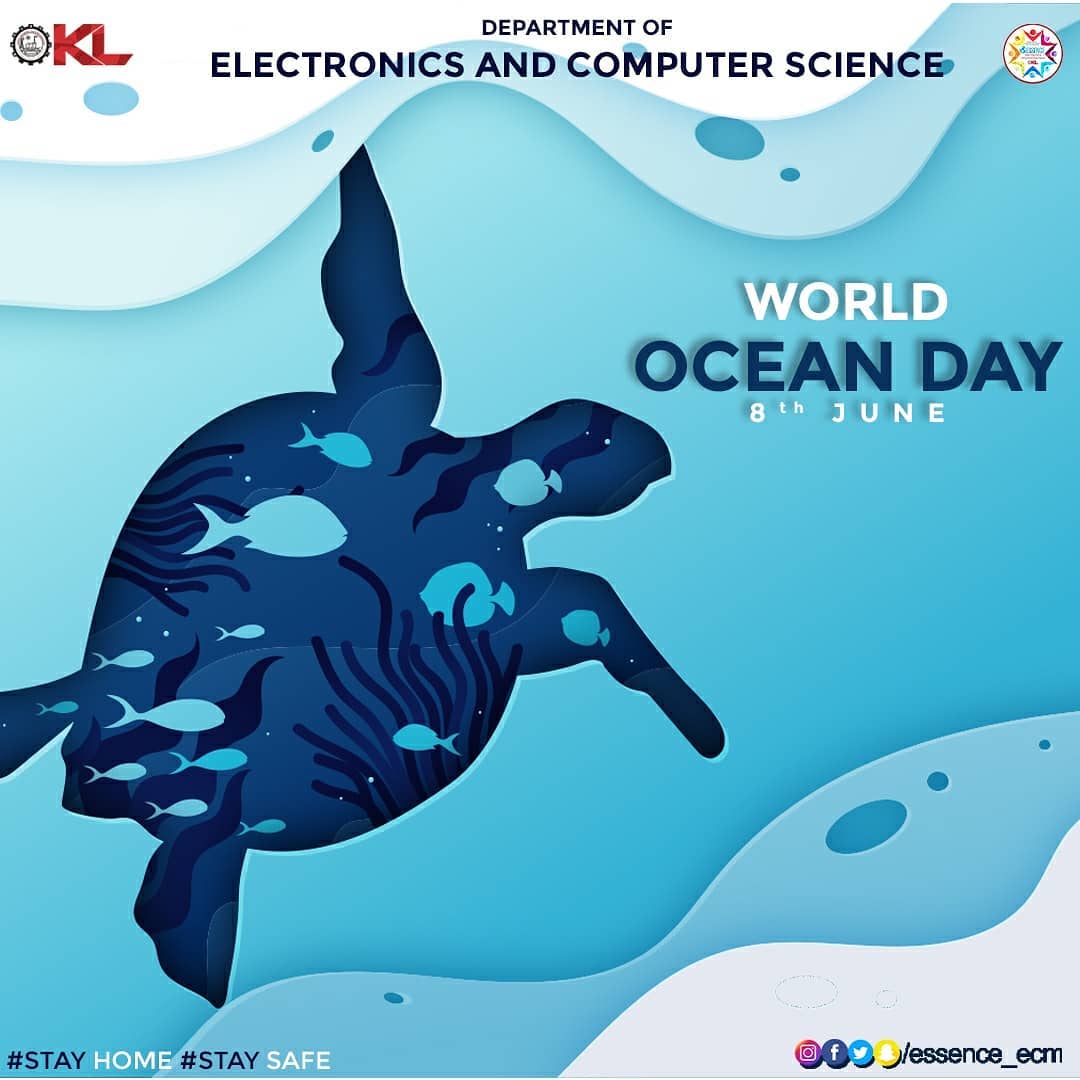 KL
DEPARTMENT OF
ELECTRONICS AND COMPUTER SCIENCE
WORLD
OCEAN DAY
8th JUNE
#STAY HOME #STAY SAFE
/essence_ecm